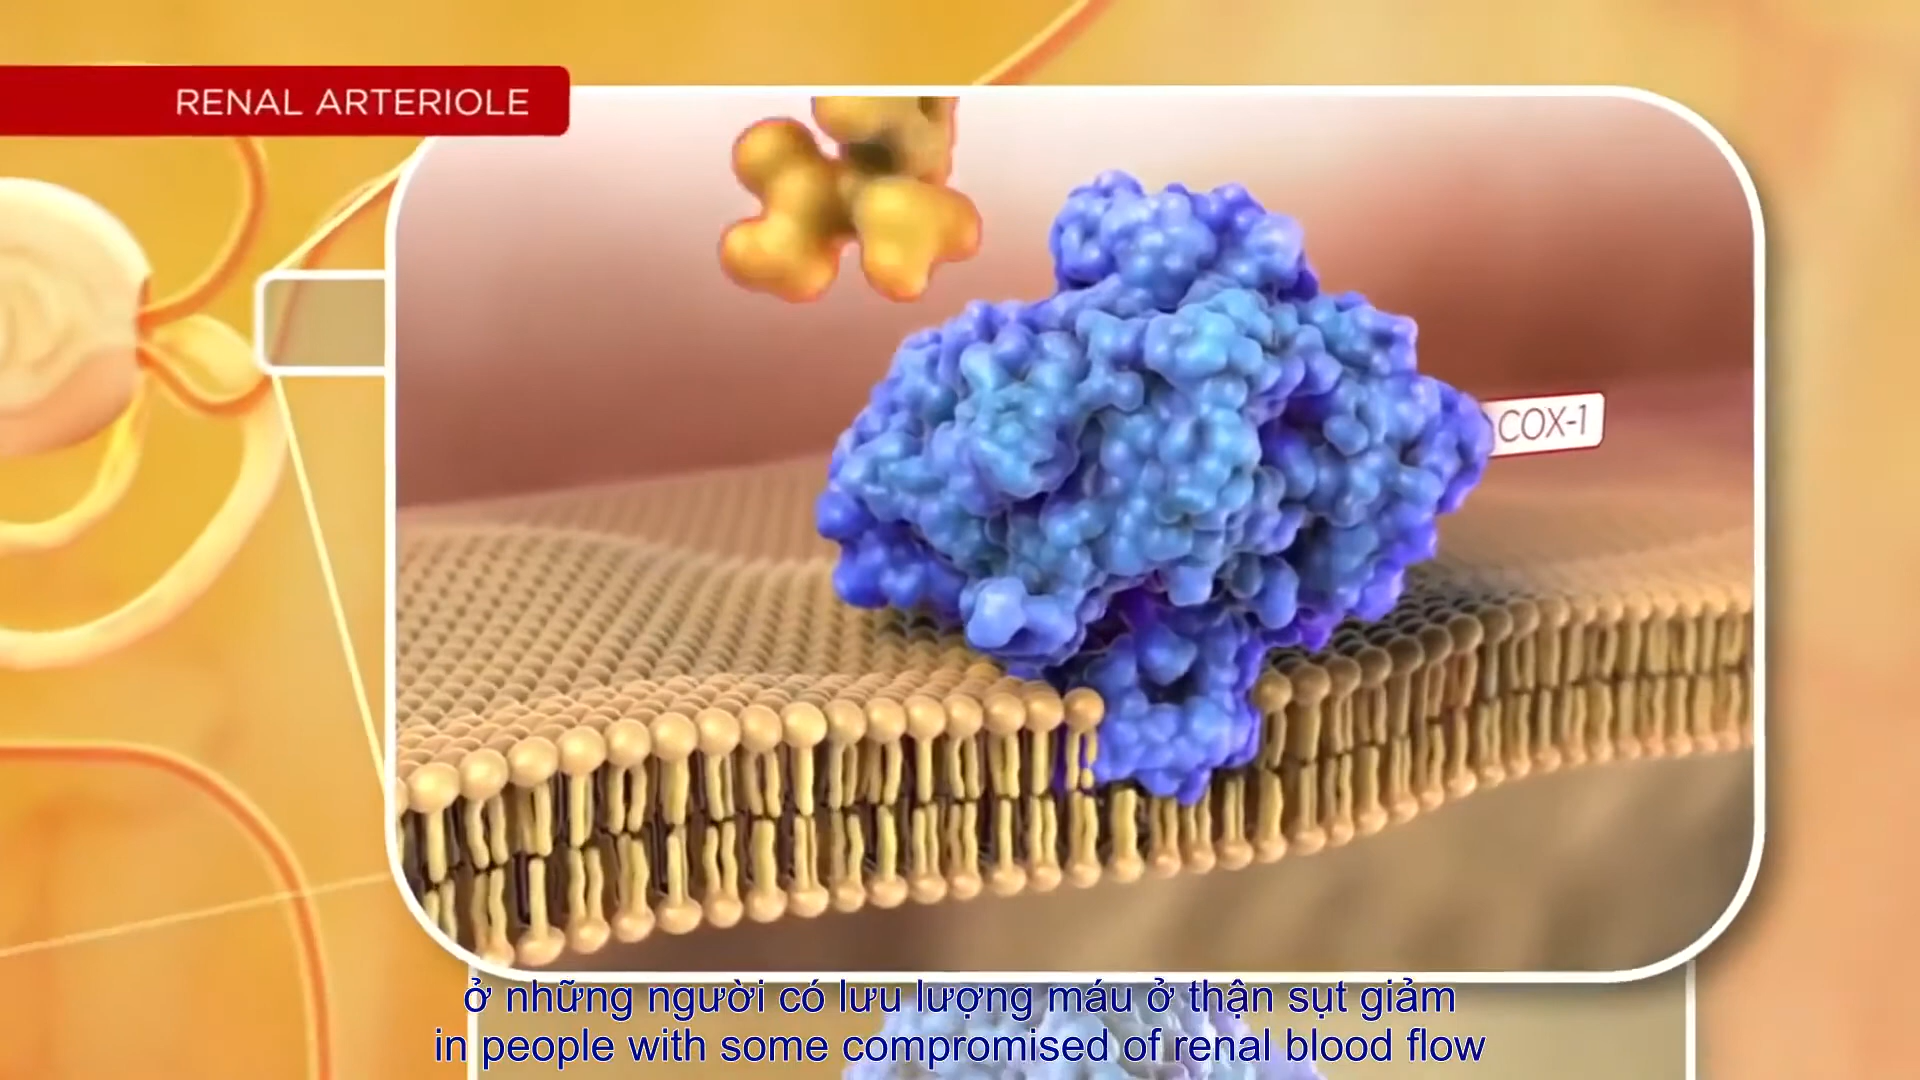 RENAL ARTERIOLE
COX-1
ở những người có lưu lượng máu ở thận sụt giảm
in people with some compromised of renal blood flow